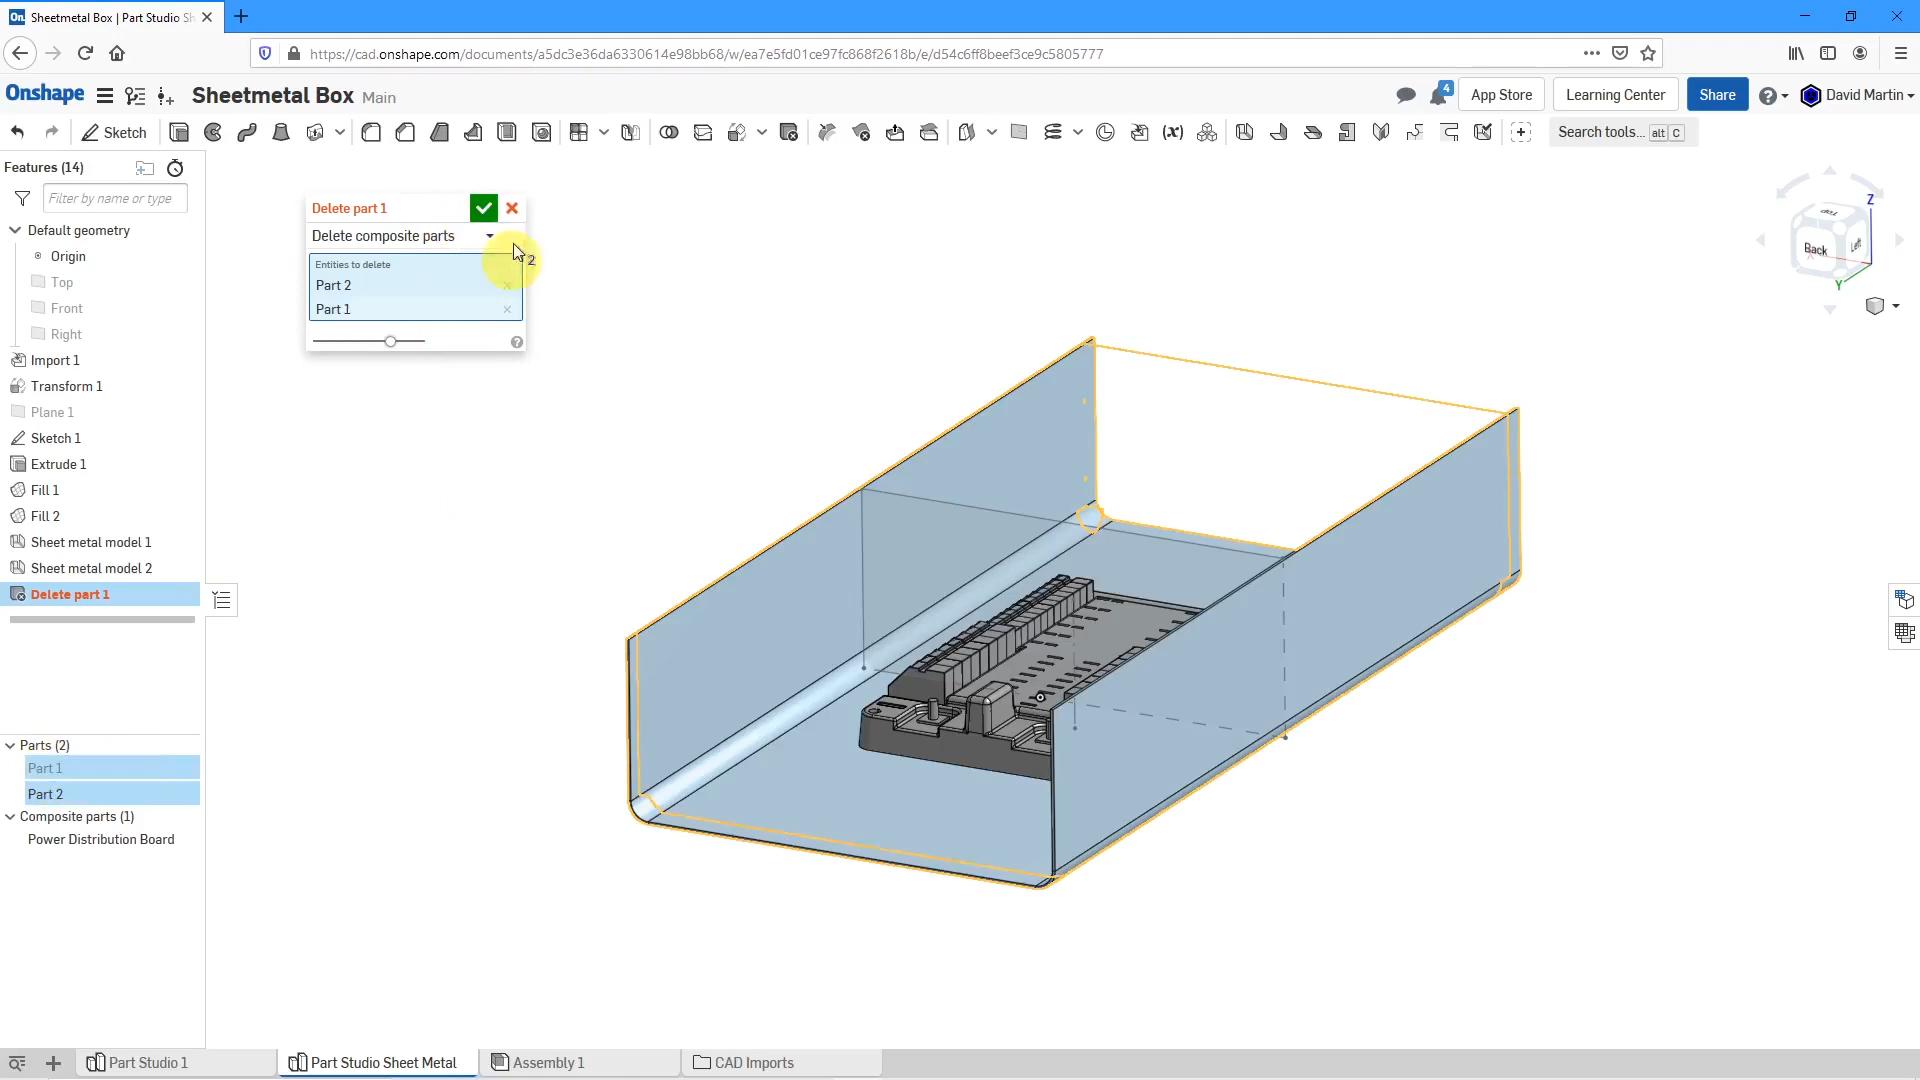 On. Sheetmetal Box | Part Studio Sh
https://cad.onshape.com/documents/a5dc3e36da6330614e98bb68/w/ea7e5fd01ce97fc868f2618b/e/d54c6ff8beef3ce9c5805777
Onshape
Sheetmetal Box Main
4
App Store
Learning Center
Share
David Martin
Sketch
(x)
Search tools... alt C
Features (14)
Filter by name or type
Default geometry
Origin
Top
Front
Right
Import 1
Transform 1
Plane 1
Sketch 1
Extrude 1
Fill 1
Fill 2
Sheet metal model 1
Sheet metal model 2
Delete part 1
Parts (2)
Part 1
Part 2
Composite parts (1)
Power Distribution Board
Delete part 1
Delete composite parts
Entities to delete
2
Part 2
Part 1
Z
Top
Back
Left
X
Y
Part Studio 1
Part Studio Sheet Metal
Assembly 1
CAD Imports